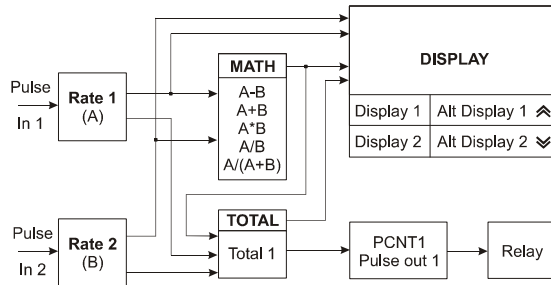 Pulse
In 1
Rate 1
(A)
MATH
A-B
A+B
A*B
A/B
A/(A+B)
DISPLAY
Display 1
Alt Display 1
Display 2
Alt Display 2
Pulse
In 2
Rate 2
(B)
TOTAL
Total 1
PCNT1
Pulse out 1
Relay